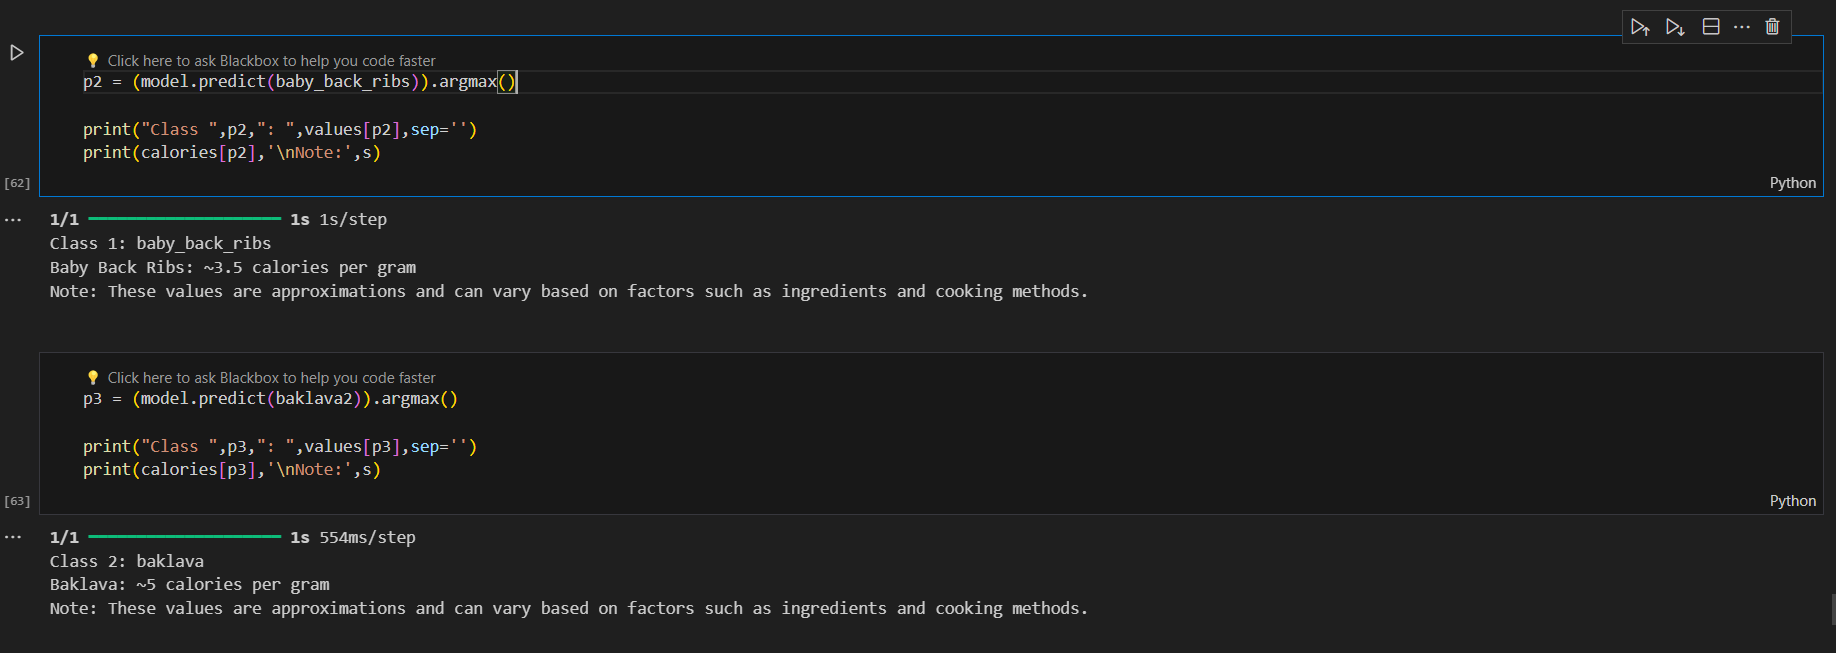 Click here to ask Blackbox to help you code faster
p2 = (model.predict(baby_back_ribs)).argmax()
print("Class ",p2,": ",values[p2],sep='')
print(calories[p2],'\nNote:',s)
[62]
Python
1/1 1s 1s/step
Class 1: baby_back_ribs
Baby Back Ribs: ~3.5 calories per gram
Note: These values are approximations and can vary based on factors such as ingredients and cooking methods.
Click here to ask Blackbox to help you code faster
p3 = (model.predict(baklava2)).argmax()
print("Class ",p3,": ",values[p3],sep='')
print(calories[p3],'\nNote:',s)
[63]
Python
1/1 1s 554ms/step
Class 2: baklava
Baklava: ~5 calories per gram
Note: These values are approximations and can vary based on factors such as ingredients and cooking methods.